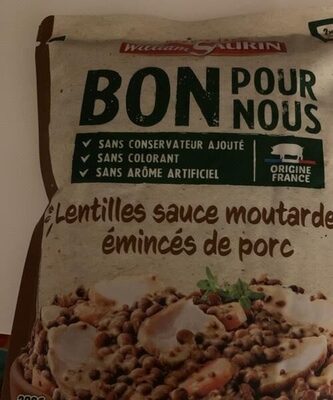 William SAURIN
BON POUR NOUS
✓ SANS CONSERVATEUR AJOUTÉ
✓ SANS COLORANT
✓ SANS ARÔME ARTIFICIEL
ORIGINE
FRANCE
Lentilles sauce moutarde
émincés de porc